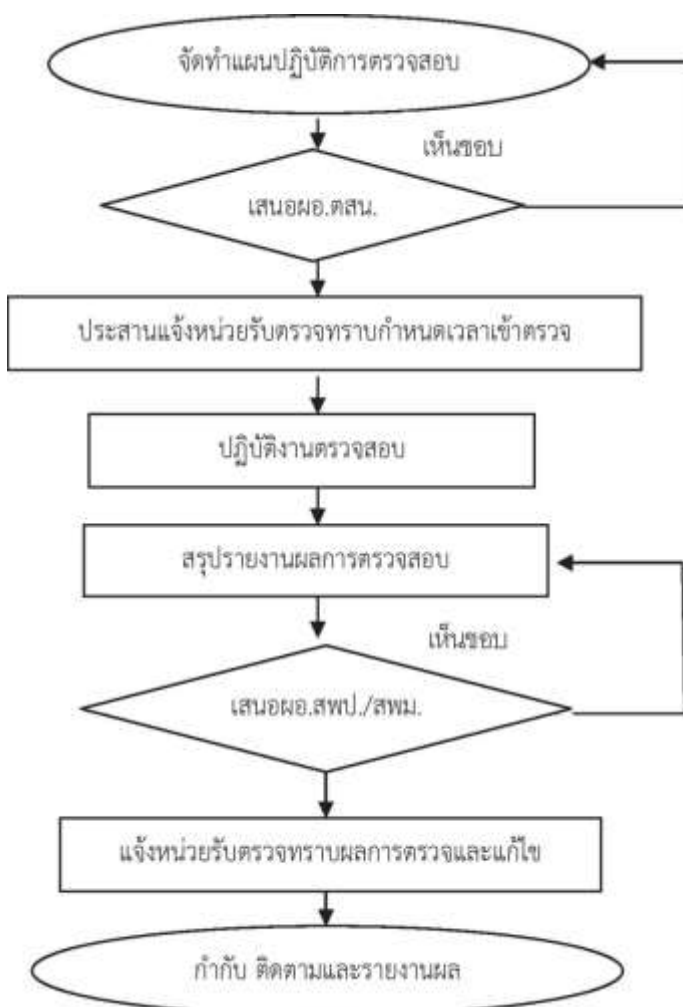 จัดทำแผนปฏิบัติการตรวจสอบ
เห็นชอบ
เสนอผอ.ตสน.
ประสานแจ้งหน่วยรับตรวจทราบกำหนดเวลาเข้าตรวจ
ปฏิบัติงานตรวจสอบ
สรุปรายงานผลการตรวจสอบ
เห็นชอบ
เสนอผอ.สพป./สพม.
แจ้งหน่วยรับตรวจทราบผลการตรวจและแก้ไข
กำกับ ติดตามและรายงานผล